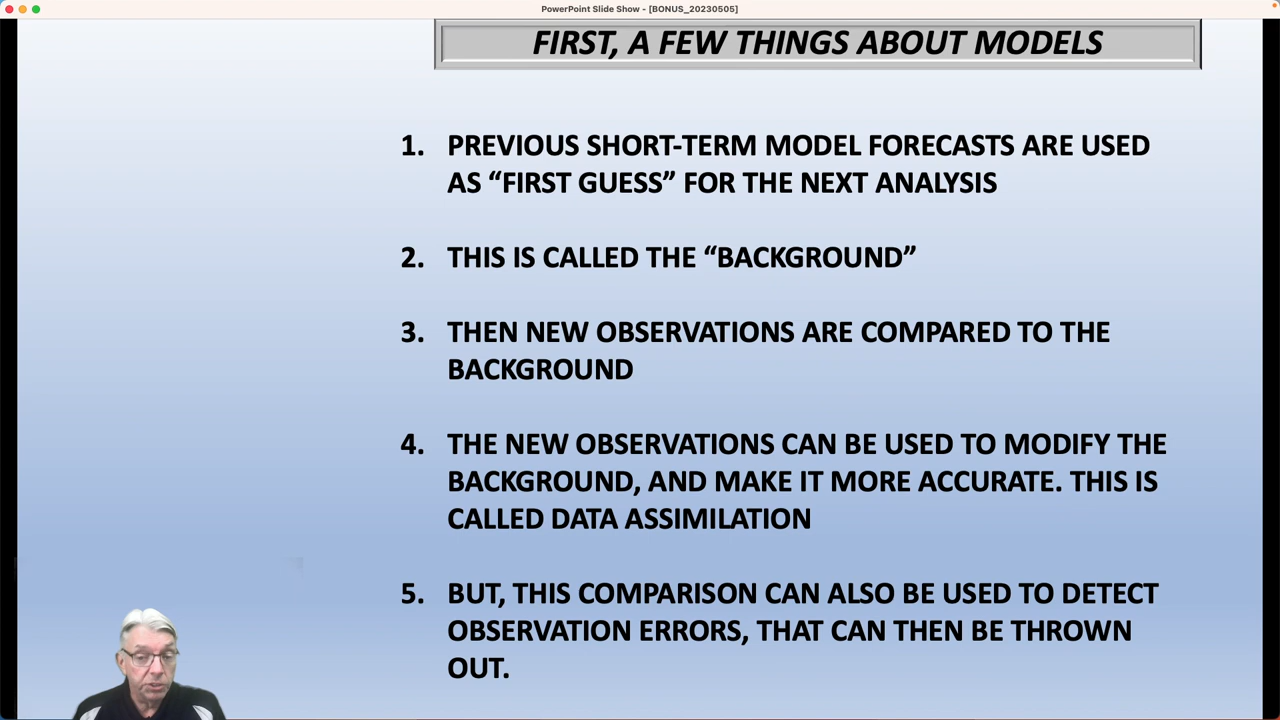 PowerPoint Slide Show - [BONUS_20230505]
FIRST, A FEW THINGS ABOUT MODELS
1. PREVIOUS SHORT-TERM MODEL FORECASTS ARE USED
AS “FIRST GUESS” FOR THE NEXT ANALYSIS
2. THIS IS CALLED THE “BACKGROUND”
3. THEN NEW OBSERVATIONS ARE COMPARED TO THE
BACKGROUND
4. THE NEW OBSERVATIONS CAN BE USED TO MODIFY THE
BACKGROUND, AND MAKE IT MORE ACCURATE. THIS IS
CALLED DATA ASSIMILATION
5. BUT, THIS COMPARISON CAN ALSO BE USED TO DETECT
OBSERVATION ERRORS, THAT CAN THEN BE THROWN
OUT.